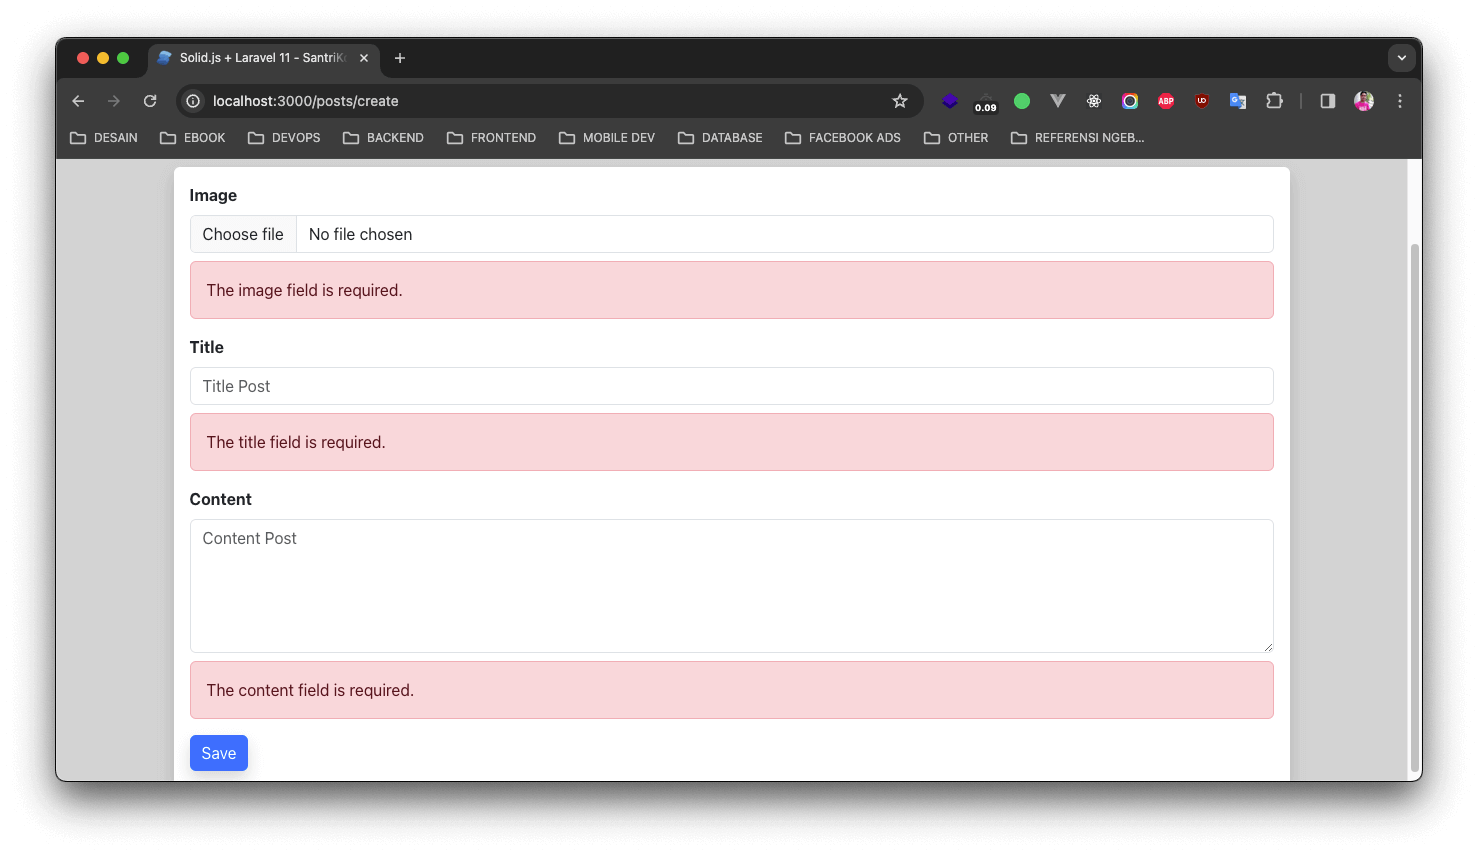 Solid.js + Laravel 11 - SantriK
localhost:3000/posts/create
0.09
ABP
UD
G
DESAIN EBOOK DEVOPS BACKEND FRONTEND MOBILE DEV DATABASE FACEBOOK ADS OTHER REFERENSI NGEB...
Image
Choose file No file chosen
The image field is required.
Title
Title Post
The title field is required.
Content
Content Post
The content field is required.
Save